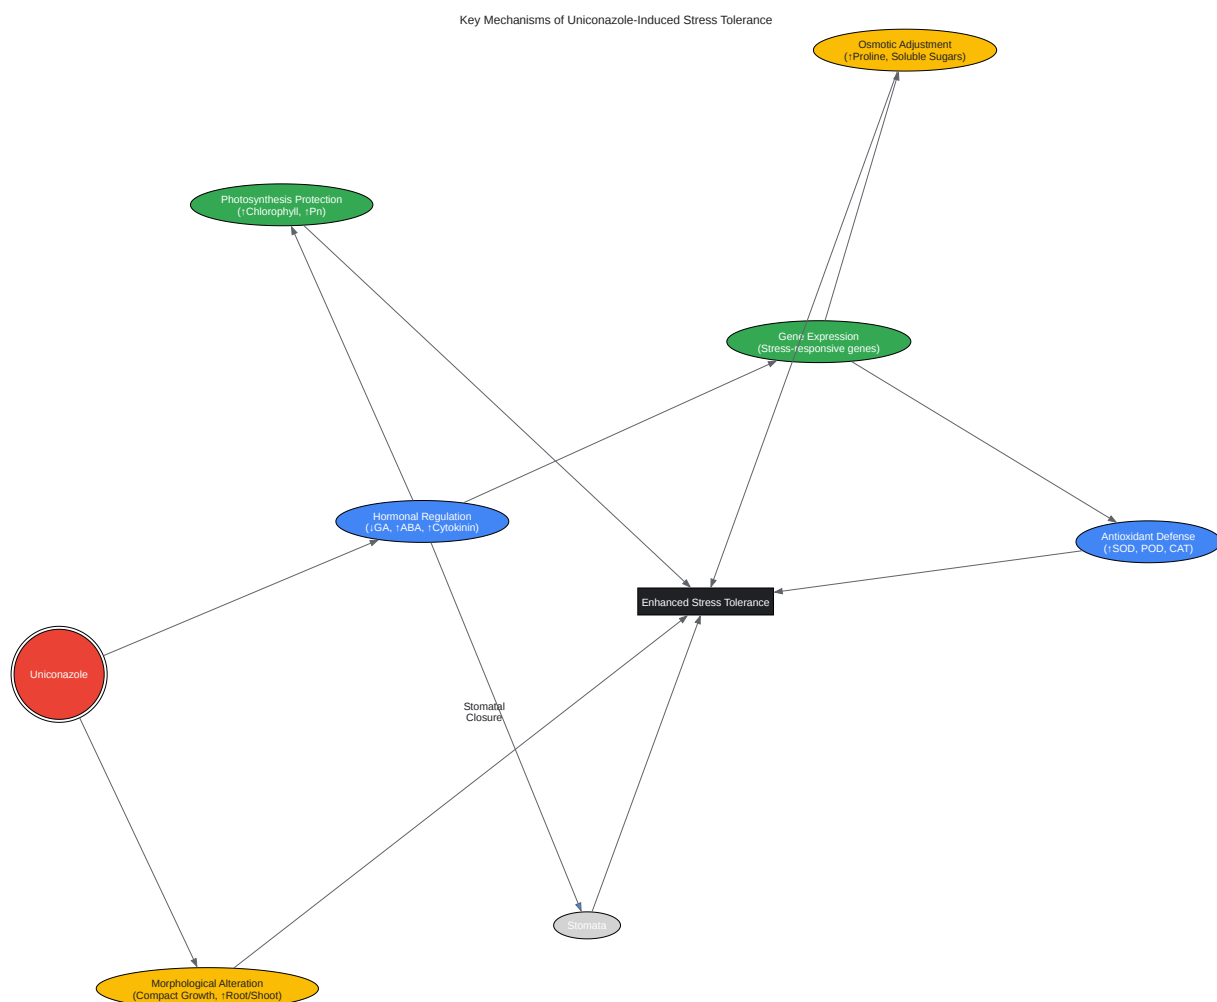 Key Mechanisms of Uniconazole-Induced Stress Tolerance
Osmotic Adjustment
(↑Proline, Soluble Sugars)
Photosynthesis Protection
(↑Chlorophyll, ↑Pn)
Gene Expression
(Stress-responsive genes)
Hormonal Regulation
(↓GA, ↑ABA, ↑Cytokinin)
Antioxidant Defense
(↑SOD, POD, CAT)
Enhanced Stress Tolerance
Uniconazole
Stomatal
Closure
Stomata
Morphological Alteration
(Compact Growth, ↑Root/Shoot)